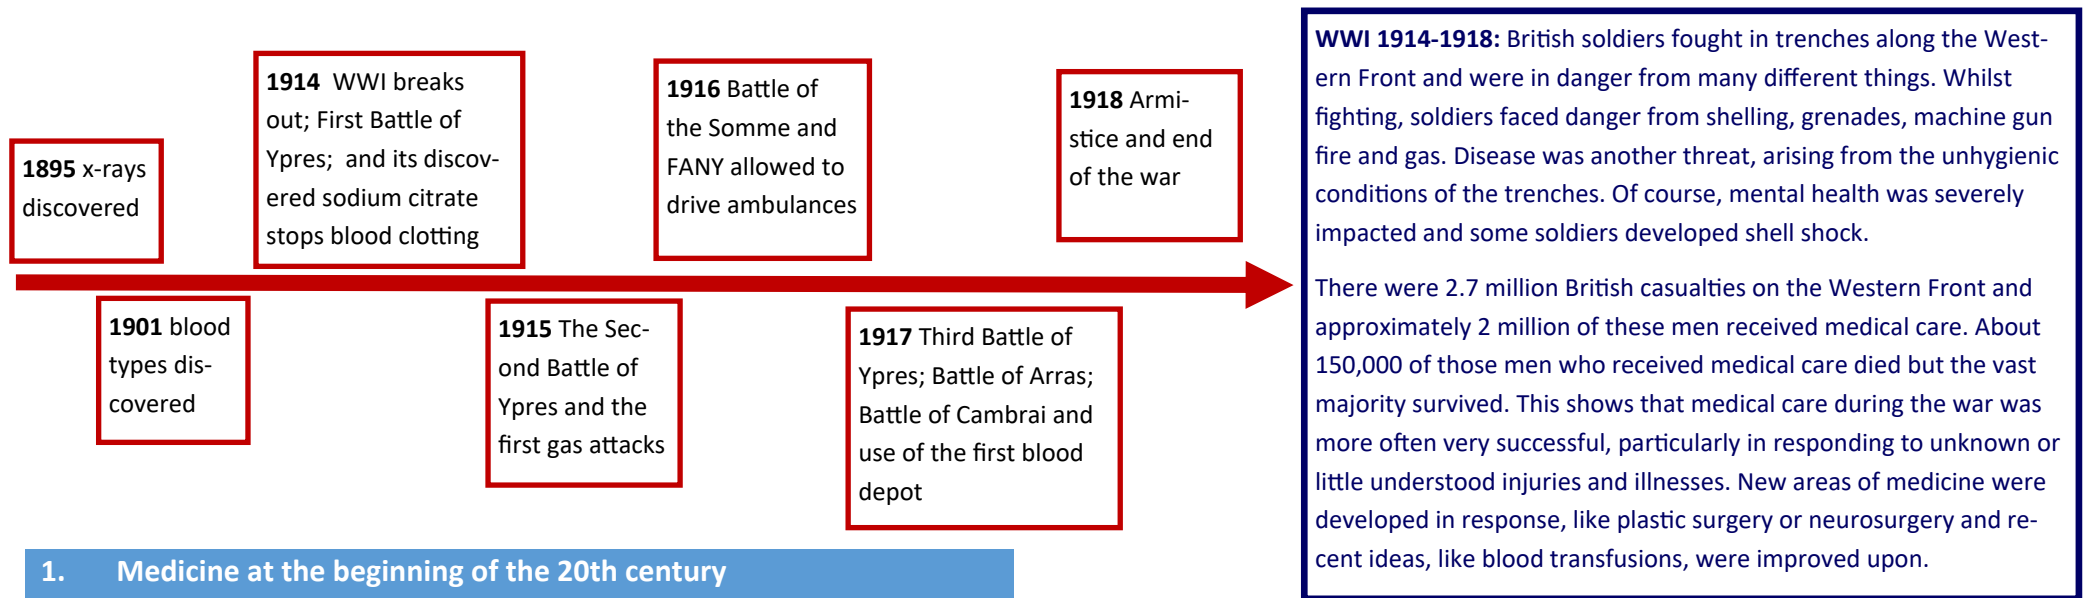 1895 x-rays
discovered
1901 blood
types dis-
covered
1914  WWI breaks
out; First Battle of
Ypres;  and its discov-
ered sodium citrate
stops blood clotting
1915 The Sec-
ond Battle of
Ypres and the
first gas attacks
1916 Battle of
the Somme and
FANY allowed to
drive ambulances
1917 Third Battle of
Ypres; Battle of Arras;
Battle of Cambrai and
use of the first blood
depot
1918 Armi-
stice and end
of the war
WWI 1914-1918: British soldiers fought in trenches along the West-
ern Front and were in danger from many different things. Whilst
fighting, soldiers faced danger from shelling, grenades, machine gun
fire and gas. Disease was another threat, arising from the unhygienic
conditions of the trenches. Of course, mental health was severely
impacted and some soldiers developed shell shock.
There were 2.7 million British casualties on the Western Front and
approximately 2 million of these men received medical care. About
150,000 of those men who received medical care died but the vast
majority survived. This shows that medical care during the war was
more often very successful, particularly in responding to unknown or
little understood injuries and illnesses. New areas of medicine were
developed in response, like plastic surgery or neurosurgery and re-
cent ideas, like blood transfusions, were improved upon.
1. Medicine at the beginning of the 20th century